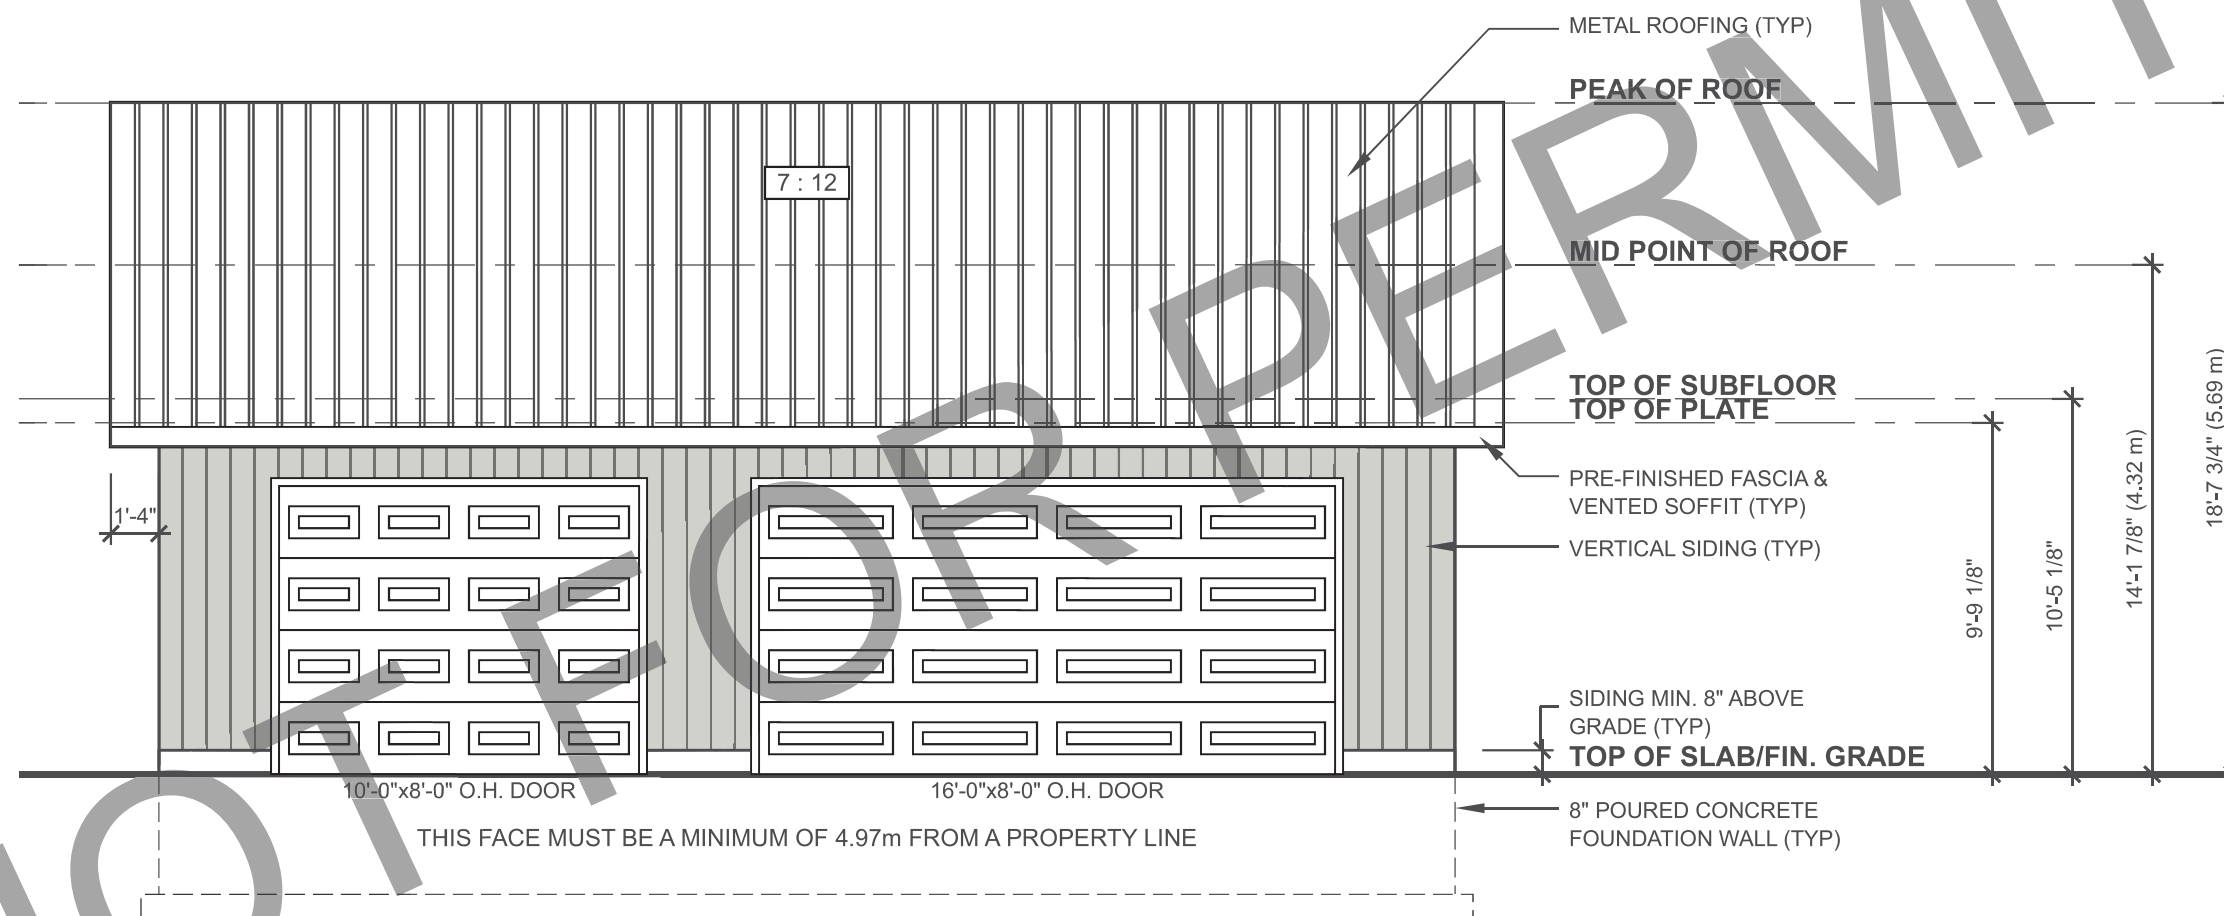 METAL ROOFING (TYP)
PEAK OF ROOF
7 : 12
MID POINT OF ROOF
TOP OF SUBFLOOR
TOP OF PLATE
PRE-FINISHED FASCIA &
VENTED SOFFIT (TYP)
1'-4"
VERTICAL SIDING (TYP)
9'-9 1/8"
10'-5 1/8"
14'-1 7/8" (4.32 m)
18'-7 3/4" (5.69 m)
SIDING MIN. 8" ABOVE
GRADE (TYP)
TOP OF SLAB/FIN. GRADE
10'-0"x8'-0" O.H. DOOR
16'-0"x8'-0" O.H. DOOR
8" POURED CONCRETE
FOUNDATION WALL (TYP)
THIS FACE MUST BE A MINIMUM OF 4.97m FROM A PROPERTY LINE
NOT FOR PERMIT